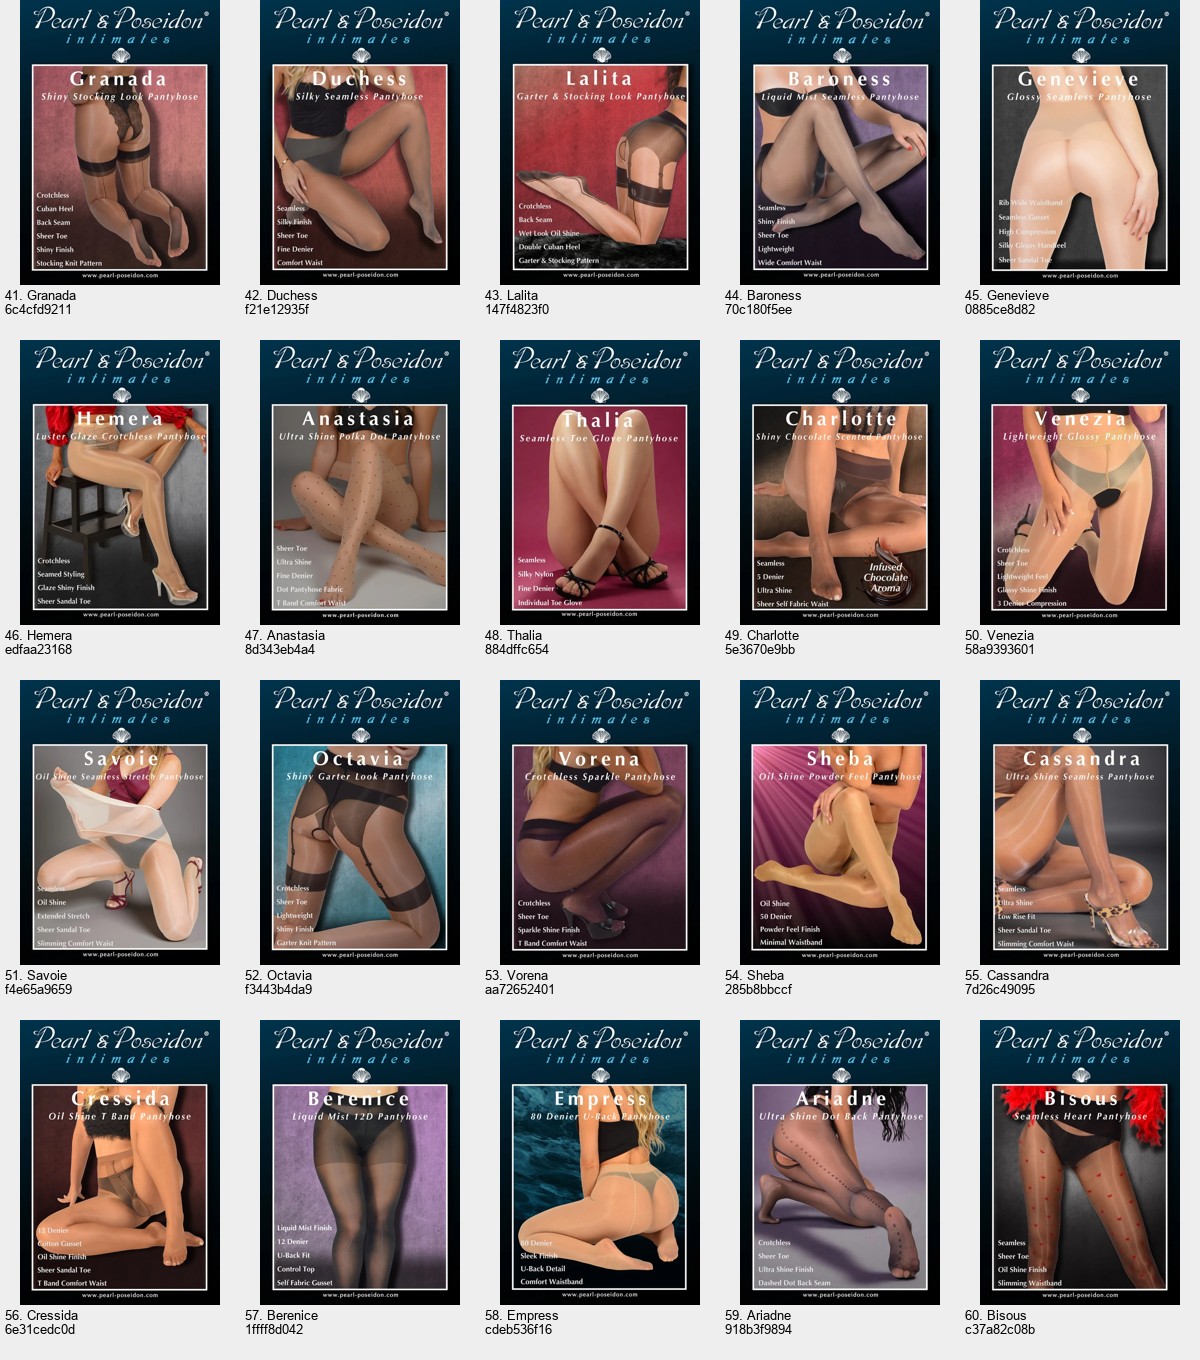 Pearl & Poseidon®
intimates
Granada
Shiny Stocking Look Pantyhose
Crotchless
Cuban Heel
Back Seam
Sheer Toe
Shiny Finish
Stocking Knit Pattern
www.pearl-poseidon.com
41. Granada
6c4cfd9211
Pearl & Poseidon®
intimates
Duchess
Silky Seamless Pantyhose
Seamless
Silky Finish
Sheer Toe
Fine Denier
Comfort Waist
www.pearl-poseidon.com
42. Duchess
f21e12935f
Pearl & Poseidon®
intimates
Lalita
Garter & Stocking Look Pantyhose
Crotchless
Back Seam
Wet Look Oil Shine
Double Cuban Heel
Garter & Stocking Pattern
www.pearl-poseidon.com
43. Lalita
147f4823f0
Pearl & Poseidon®
intimates
Baroness
Liquid Mist Seamless Pantyhose
Seamless
Shiny Finish
Sheer Toe
Lightweight
Wide Comfort Waist
www.pearl-poseidon.com
44. Baroness
70c180f5ee
Pearl & Poseidon®
intimates
Genevieve
Glossy Seamless Pantyhose
Rib Wide Waistband
Seamless Gusset
High Compression
Silky Gloss Handfeel
Sheer Sandal Toe
www.pearl-poseidon.com
45. Genevieve
0885ce8d82
Pearl & Poseidon®
intimates
Hemera
Luster Glaze Crotchless Pantyhose
Crotchless
Seamed Styling
Glaze Shiny Finish
Sheer Sandal Toe
www.pearl-poseidon.com
46. Hemera
edfaa23168
Pearl & Poseidon®
intimates
Anastasia
Ultra Shine Polka Dot Pantyhose
Sheer Toe
Ultra Shine
Fine Denier
Dot Pantyhose Fabric
T Band Comfort Waist
www.pearl-poseidon.com
47. Anastasia
8d343eb4a4
Pearl & Poseidon®
intimates
Thalia
Seamless Toe Glove Pantyhose
Seamless
Silky Nylon
Fine Denier
Individual Toe Glove
www.pearl-poseidon.com
48. Thalia
884dffc654
Pearl & Poseidon®
intimates
Charlotte
Shiny Chocolate Scented Pantyhose
Seamless
5 Denier
Ultra Shine
Sheer Self Fabric Waist
Infused
Chocolate
Aroma
www.pearl-poseidon.com
49. Charlotte
5e3670e9bb
Pearl & Poseidon®
intimates
Venezia
Lightweight Glossy Pantyhose
Crotchless
Sheer Toe
Lightweight Feel
Glossy Shine Finish
3 Denier Compression
www.pearl-poseidon.com
50. Venezia
58a9393601
Pearl & Poseidon®
intimates
Savoie
Oil Shine Seamless Stretch Pantyhose
Seamless
Oil Shine
Extended Stretch
Sheer Sandal Toe
Slimming Comfort Waist
www.pearl-poseidon.com
51. Savoie
f4e65a9659
Pearl & Poseidon®
intimates
Octavia
Shiny Garter Look Pantyhose
Crotchless
Sheer Toe
Lightweight
Shiny Finish
Garter Knit Pattern
www.pearl-poseidon.com
52. Octavia
f3443b4da9
Pearl & Poseidon®
intimates
Vorena
Crotchless Sparkle Pantyhose
Crotchless
Sheer Toe
Sparkle Shine Finish
T Band Comfort Waist
www.pearl-poseidon.com
53. Vorena
aa72652401
Pearl & Poseidon®
intimates
Sheba
Oil Shine Powder Feel Pantyhose
Oil Shine
50 Denier
Powder Feel Finish
Minimal Waistband
www.pearl-poseidon.com
54. Sheba
285b8bbccf
Pearl & Poseidon®
intimates
Cassandra
Ultra Shine Seamless Pantyhose
Seamless
Ultra Shine
Low Rise Fit
Sheer Sandal Toe
Slimming Comfort Waist
www.pearl-poseidon.com
55. Cassandra
7d26c49095
Pearl & Poseidon®
intimates
Cressida
Oil Shine T Band Pantyhose
Denier
Cotton Gusset
Oil Shine Finish
Sheer Sandal Toe
T Band Comfort Waist
www.pearl-poseidon.com
56. Cressida
6e31cedc0d
Pearl & Poseidon®
intimates
Berenice
Liquid Mist 12D Pantyhose
Liquid Mist Finish
12 Denier
U-Back Fit
Control Top
Self Fabric Gusset
www.pearl-poseidon.com
57. Berenice
1ffff8d042
Pearl & Poseidon®
intimates
Empress
80 Denier U-Back Pantyhose
80 Denier
Sleek Finish
U-Back Detail
Comfort Waistband
www.pearl-poseidon.com
58. Empress
cdeb536f16
Pearl & Poseidon®
intimates
Ariadne
Ultra Shine Dot Back Pantyhose
Crotchless
Sheer Toe
Ultra Shine Finish
Dashed Dot Back Seam
www.pearl-poseidon.com
59. Ariadne
918b3f9894
Pearl & Poseidon®
intimates
Bisous
Seamless Heart Pantyhose
Seamless
Sheer Toe
Oil Shine Finish
Slimming Waistband
www.pearl-poseidon.com
60. Bisous
c37a82c08b